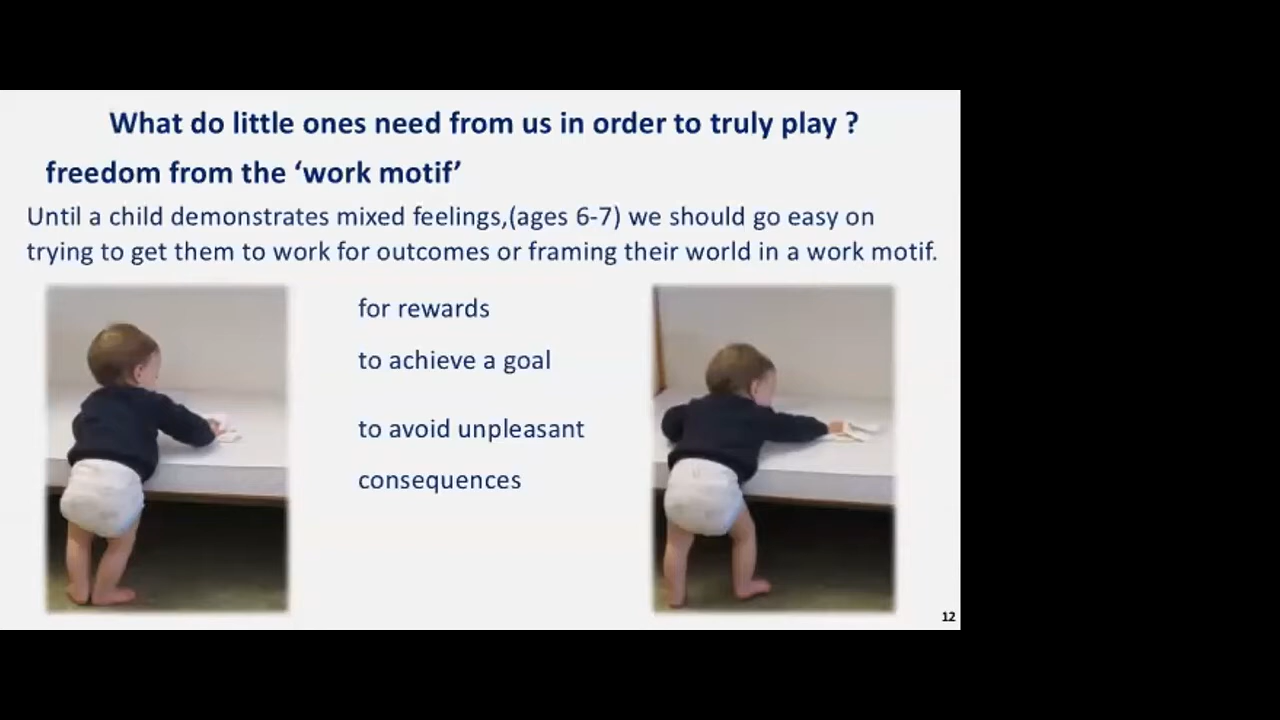 What do little ones need from us in order to truly play ?
freedom from the ‘work motif’
Until a child demonstrates mixed feelings,(ages 6-7) we should go easy on
trying to get them to work for outcomes or framing their world in a work motif.
for rewards
to achieve a goal
to avoid unpleasant
consequences
12